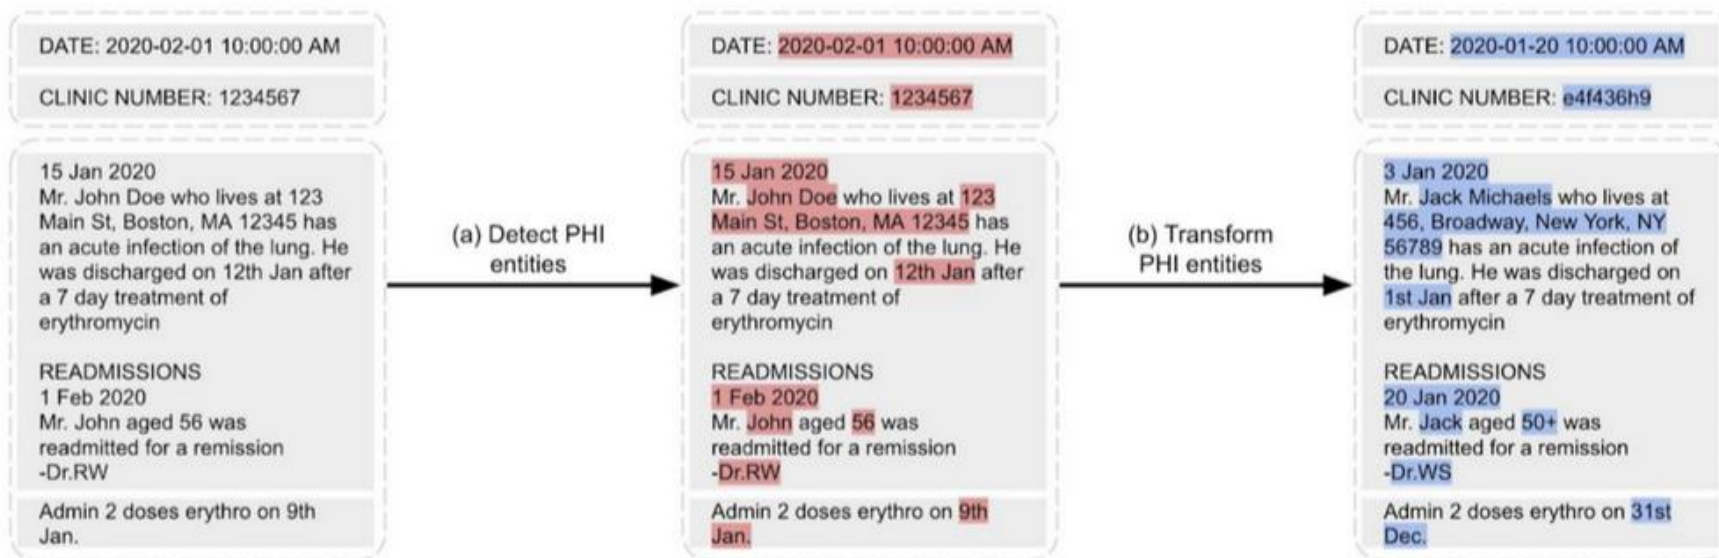 DATE: 2020-02-01 10:00:00 AM
CLINIC NUMBER: 1234567
15 Jan 2020
Mr. John Doe who lives at 123
Main St, Boston, MA 12345 has
an acute infection of the lung. He
was discharged on 12th Jan after
a 7 day treatment of
erythromycin
READMISSIONS
1 Feb 2020
Mr. John aged 56 was
readmitted for a remission
-Dr.RW
Admin 2 doses erythro on 9th
Jan.
(a) Detect PHI
entities
DATE: 2020-02-01 10:00:00 AM
CLINIC NUMBER: 1234567
15 Jan 2020
Mr. John Doe who lives at 123
Main St, Boston, MA 12345 has
an acute infection of the lung. He
was discharged on 12th Jan after
a 7 day treatment of
erythromycin
READMISSIONS
1 Feb 2020
Mr. John aged 56 was
readmitted for a remission
-Dr.RW
Admin 2 doses erythro on 9th
Jan.
(b) Transform
PHI entities
DATE: 2020-01-20 10:00:00 AM
CLINIC NUMBER: e4f436h9
3 Jan 2020
Mr. Jack Michaels who lives at
456, Broadway, New York, NY
56789 has an acute infection of
the lung. He was discharged on
1st Jan after a 7 day treatment of
erythromycin
READMISSIONS
20 Jan 2020
Mr. Jack aged 50+ was
readmitted for a remission
-Dr.WS
Admin 2 doses erythro on 31st
Dec.